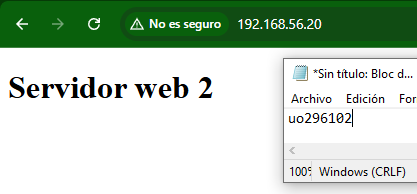 No es seguro 192.168.56.20
Servidor web 2
*Sin título: Bloc d...
Archivo Edición For
uo296102
100% Windows (CRLF)